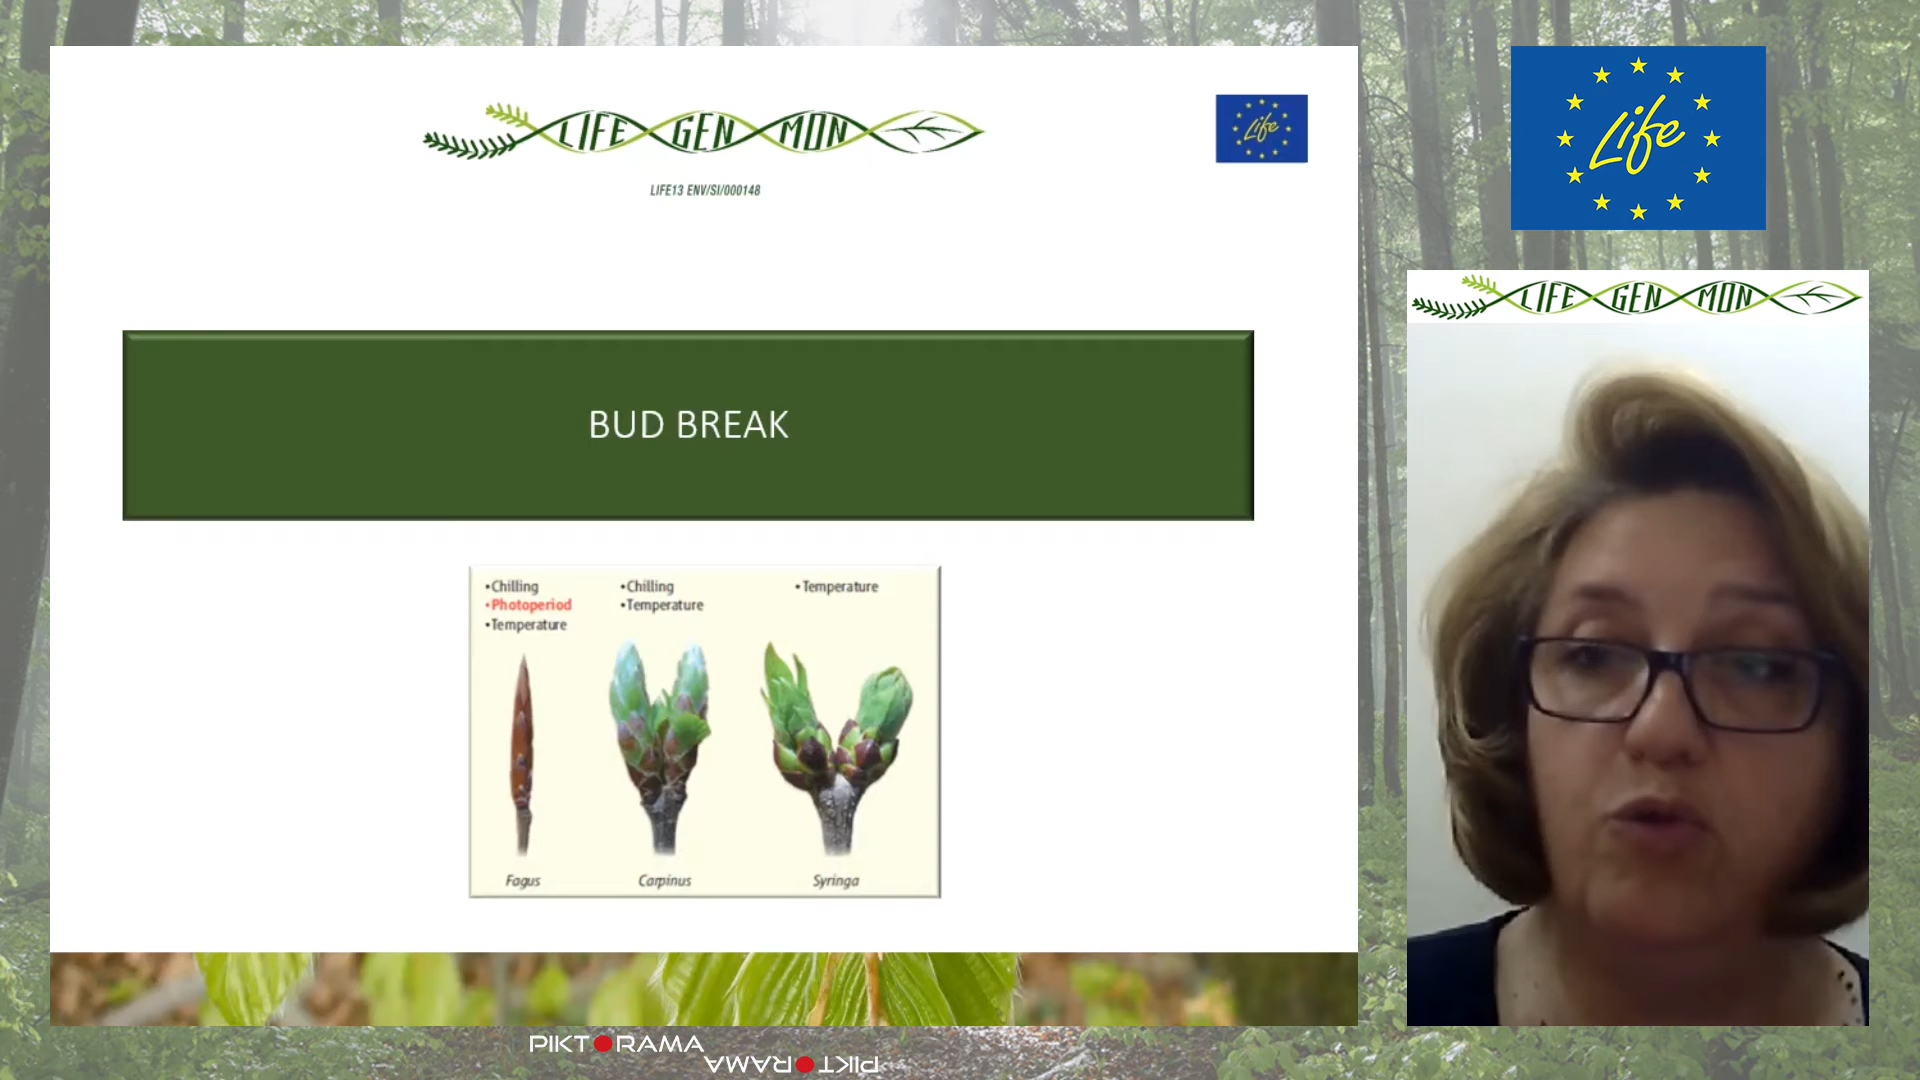 LIFE GEN MON
Life
LIFE13 ENV/SI/000148
BUD BREAK
•Chilling
•Photoperiod
•Temperature
•Chilling
•Temperature
•Temperature
Fagus
Carpinus
Syringa
Life
LIFE GEN MON
PIKTORAMA
PIKTORAMA